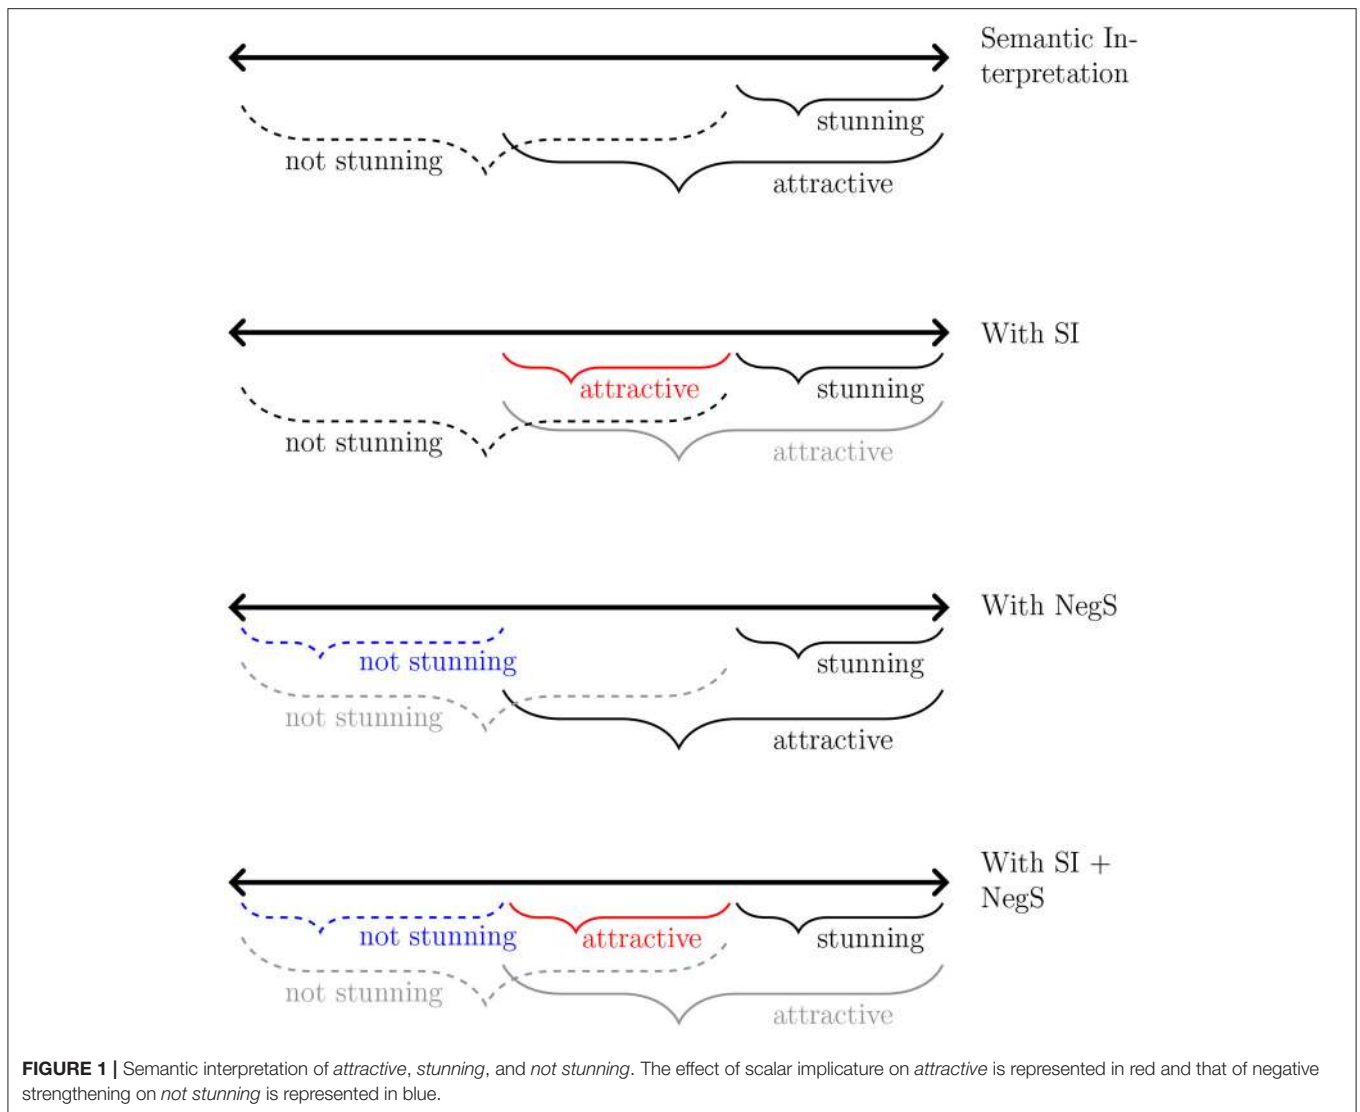 Semantic In-
terpretation
stunning
not stunning
attractive
With SI
attractive
stunning
not stunning
attractive
With NegS
not stunning
stunning
not stunning
attractive
With SI +
NegS
not stunning
attractive
stunning
not stunning
attractive
FIGURE 1 | Semantic interpretation of attractive, stunning, and not stunning. The effect of scalar implicature on attractive is represented in red and that of negative
strengthening on not stunning is represented in blue.